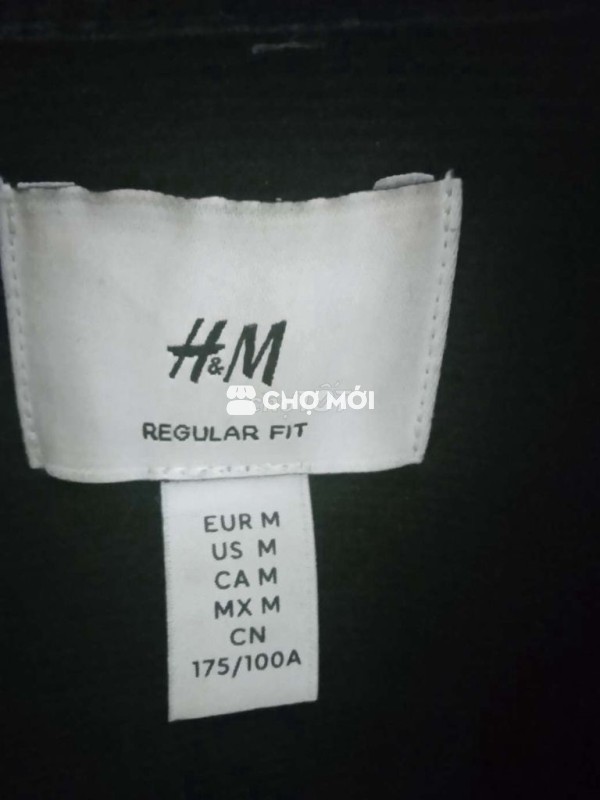 H&M
CHỢ MỚI
REGULAR FIT
EUR M
US M
CA M
MX M
CN
175/100A